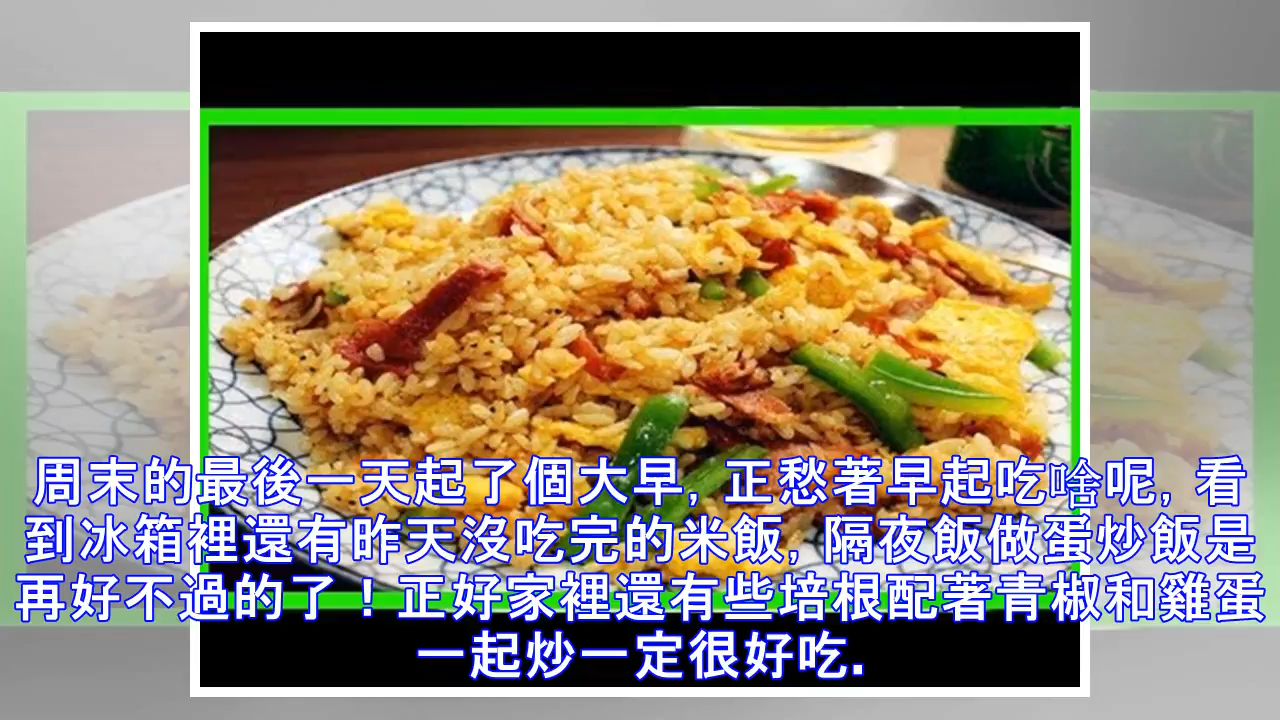 周末的最後一天起了個大早, 正愁著早起吃啥呢, 看
到冰箱裡還有昨天沒吃完的米飯, 隔夜飯做蛋炒飯是
再好不過的了！正好家裡還有些培根配著青椒和雞蛋
一起炒一定很好吃.